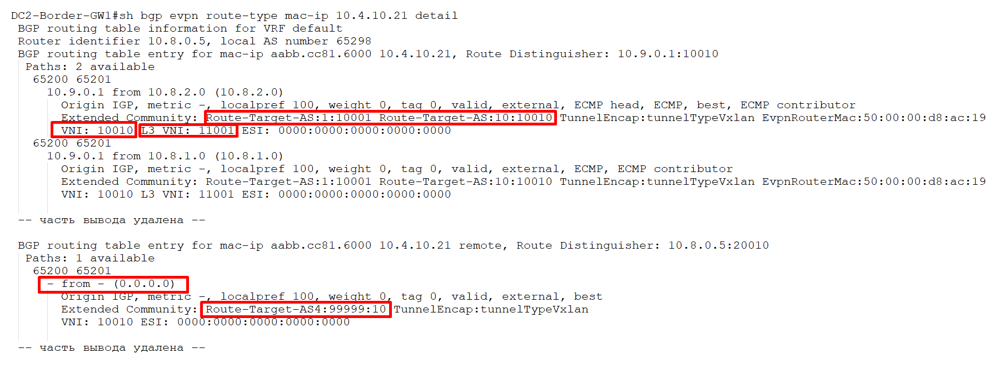 DC2-Border-GW1#sh bgp evpn route-type mac-ip 10.4.10.21 detail
BGP routing table information for VRF default
Router identifier 10.8.0.5, local AS number 65298
BGP routing table entry for mac-ip aabb.cc81.6000 10.4.10.21, Route Distinguisher: 10.9.0.1:10010
Paths: 2 available
65200 65201
10.9.0.1 from 10.8.2.0 (10.8.2.0)
Origin IGP, metric -, localpref 100, weight 0, tag 0, valid, external, ECMP head, ECMP, best, ECMP contributor
Extended Community: Route-Target-AS:1:10001 Route-Target-AS:10:10010 TunnelEncap:tunnelTypeVxlan EvpnRouterMac:50:00:00:d8:ac:19
VNI: 10010 L3 VNI: 11001 ESI: 0000:0000:0000:0000:0000
65200 65201
10.9.0.1 from 10.8.1.0 (10.8.1.0)
Origin IGP, metric -, localpref 100, weight 0, tag 0, valid, external, ECMP, ECMP contributor
Extended Community: Route-Target-AS:1:10001 Route-Target-AS:10:10010 TunnelEncap:tunnelTypeVxlan EvpnRouterMac:50:00:00:d8:ac:19
VNI: 10010 L3 VNI: 11001 ESI: 0000:0000:0000:0000:0000
-- часть вывода удалена --
BGP routing table entry for mac-ip aabb.cc81.6000 10.4.10.21 remote, Route Distinguisher: 10.8.0.5:20010
Paths: 1 available
65200 65201
- from - (0.0.0.0)
Origin IGP, metric -, localpref 100, weight 0, tag 0, valid, external, best
Extended Community: Route-Target-AS4:99999:10 TunnelEncap:tunnelTypeVxlan
VNI: 10010 ESI: 0000:0000:0000:0000:0000
-- часть вывода удалена --